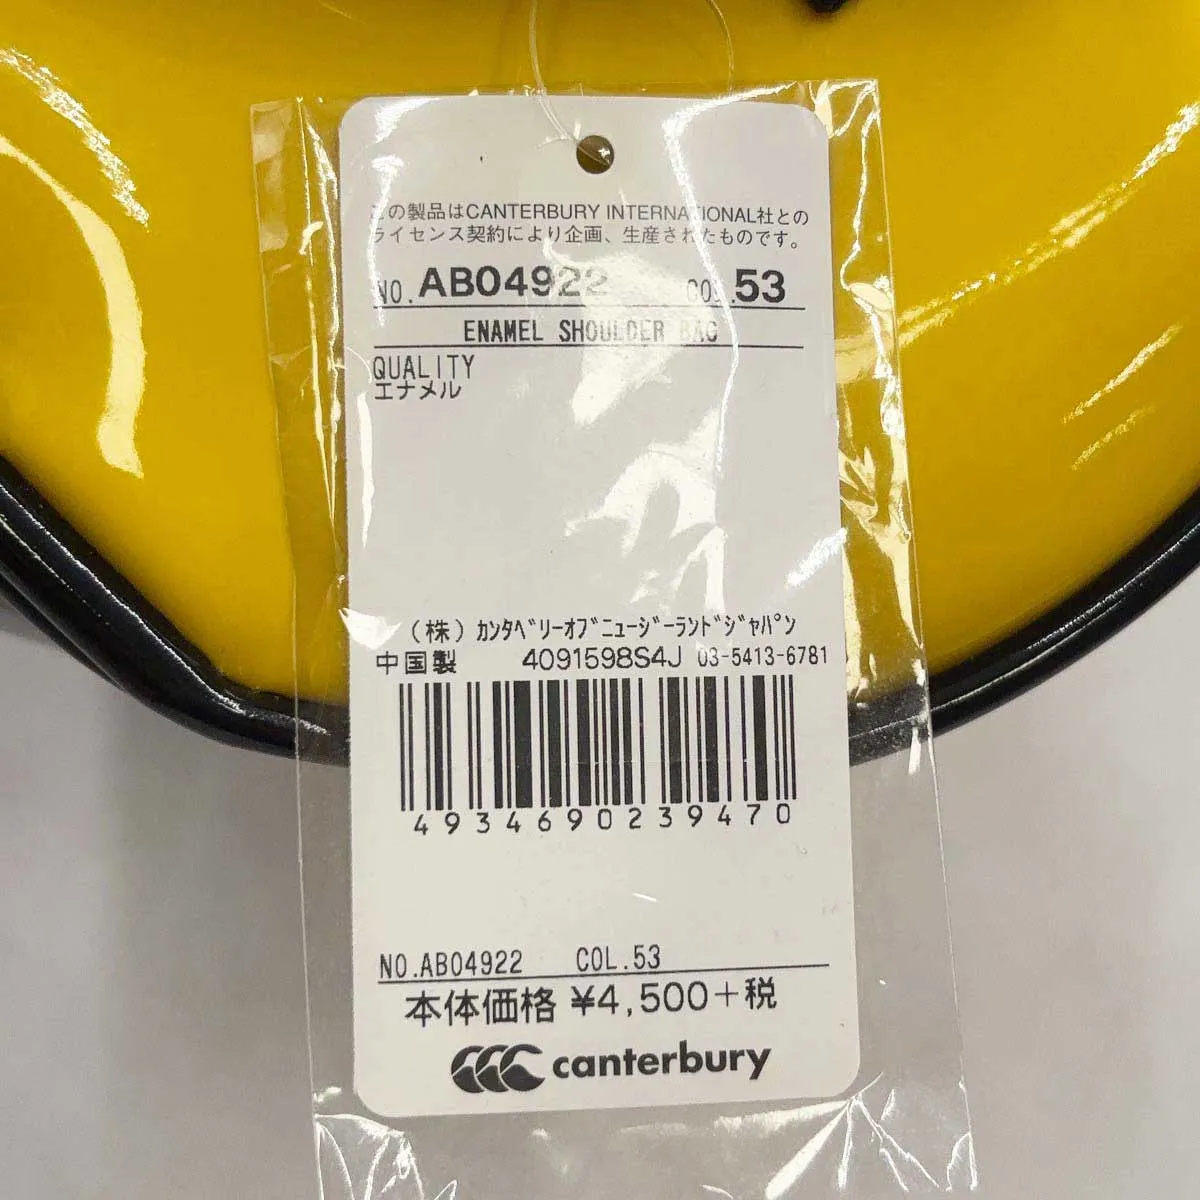 この製品はCANTERBURY INTERNATIONAL社との
ライセンス契約により企画、生産されたものです。
NO. AB04922 COL. 53
ENAMEL SHOULDER BAG
QUALITY
エナメル
(株)ｶﾝﾀﾍﾞﾘｰｵﾌﾞﾆｭｰｼﾞｰﾗﾝﾄﾞｼﾞｬﾊﾟﾝ
中国製 4091598S4J 03-5413-6781
4934690239470
NO.AB04922 COL.53
本体価格 ¥4,500+税
canterbury